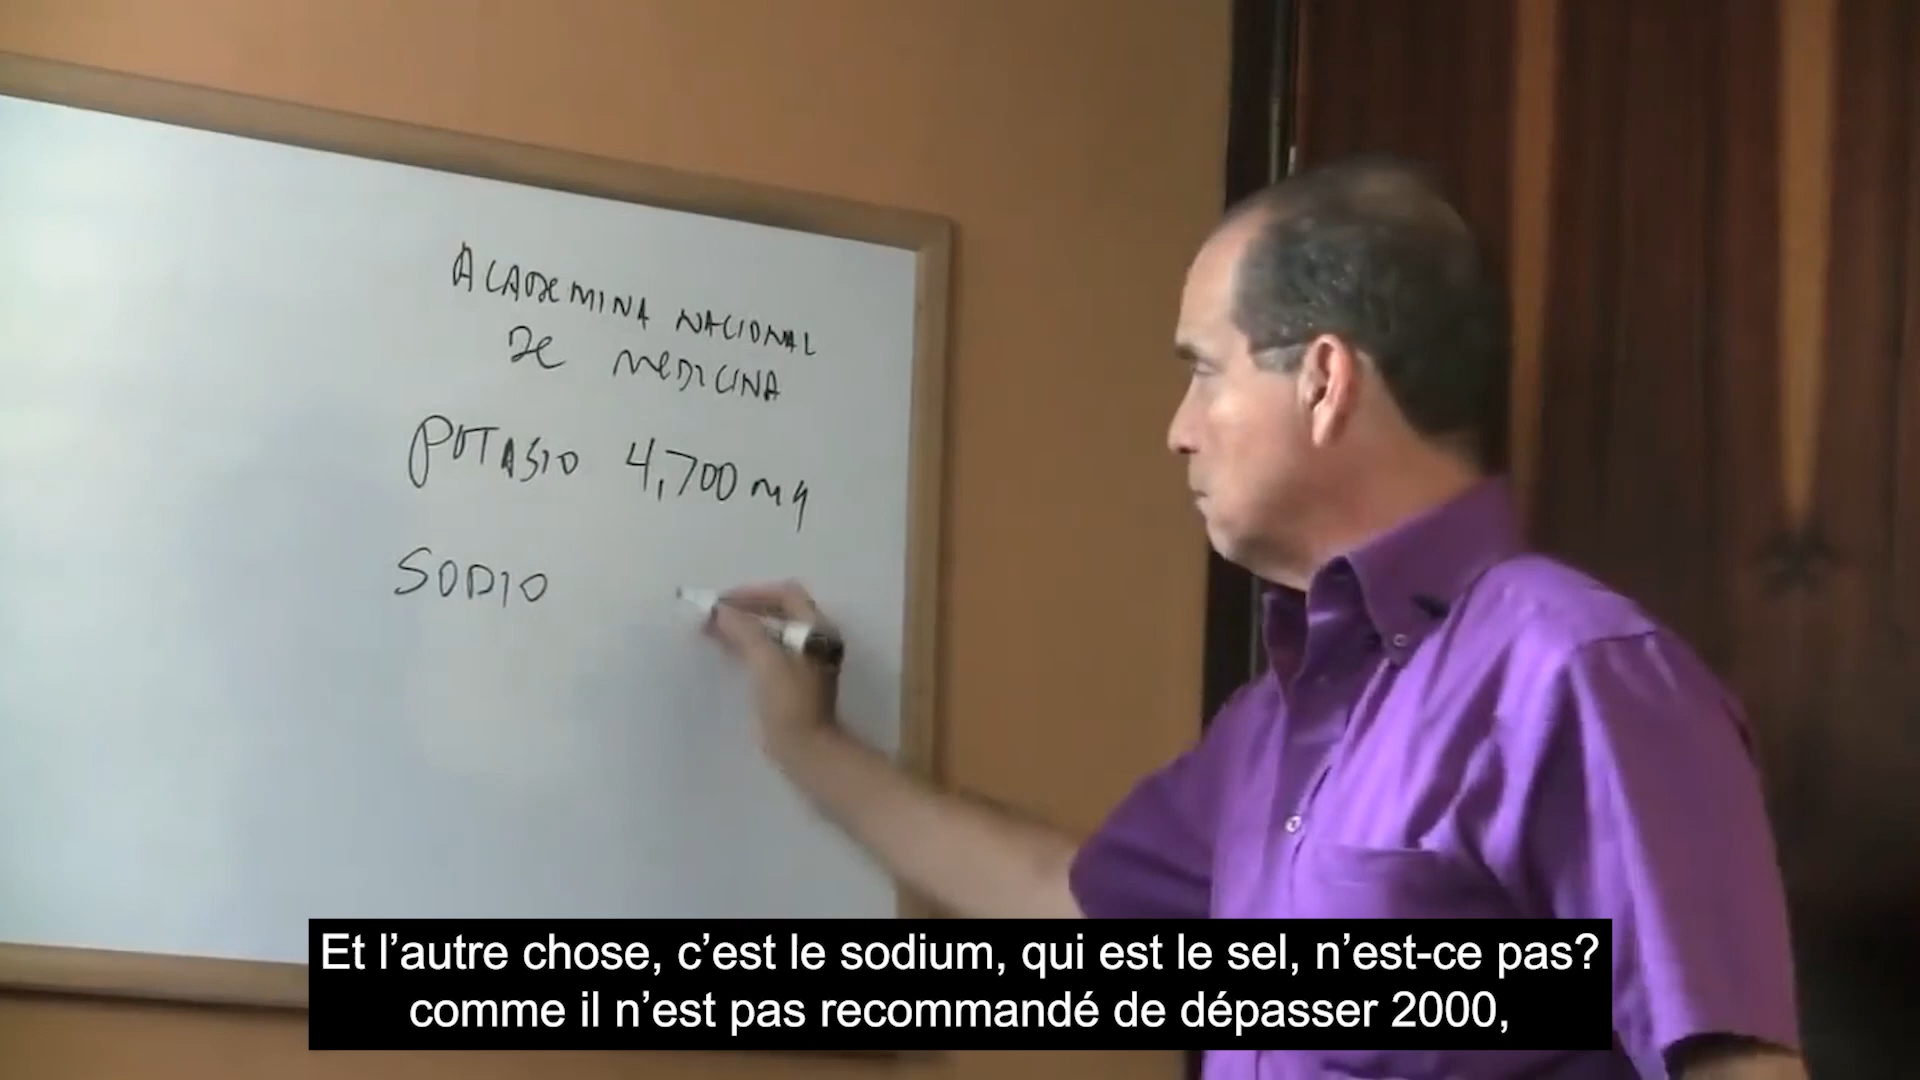 ACADEMINA NACIONAL
DE MEDICINA
POTASIO 4,700 mg
SODIO
Et l’autre chose, c’est le sodium, qui est le sel, n’est-ce pas?
comme il n’est pas recommandé de dépasser 2000,